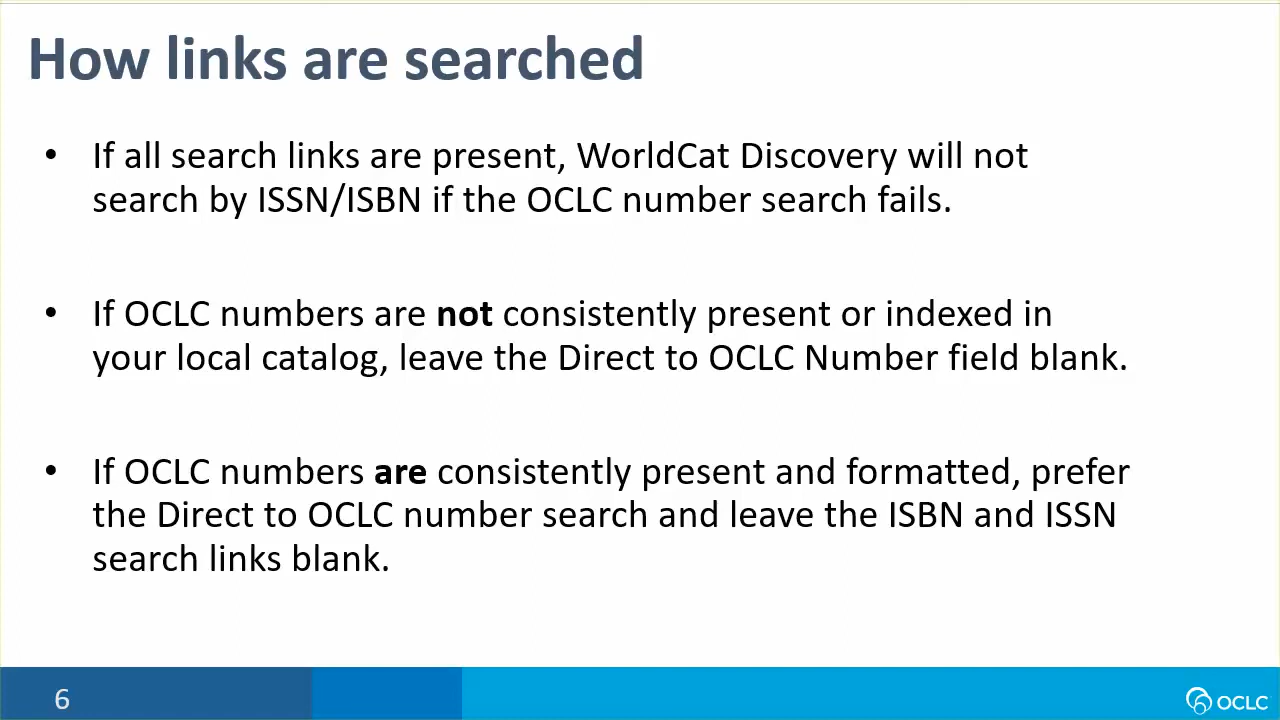 How links are searched
• If all search links are present, WorldCat Discovery will not
search by ISSN/ISBN if the OCLC number search fails.
• If OCLC numbers are not consistently present or indexed in
your local catalog, leave the Direct to OCLC Number field blank.
• If OCLC numbers are consistently present and formatted, prefer
the Direct to OCLC number search and leave the ISBN and ISSN
search links blank.
6
OCLC